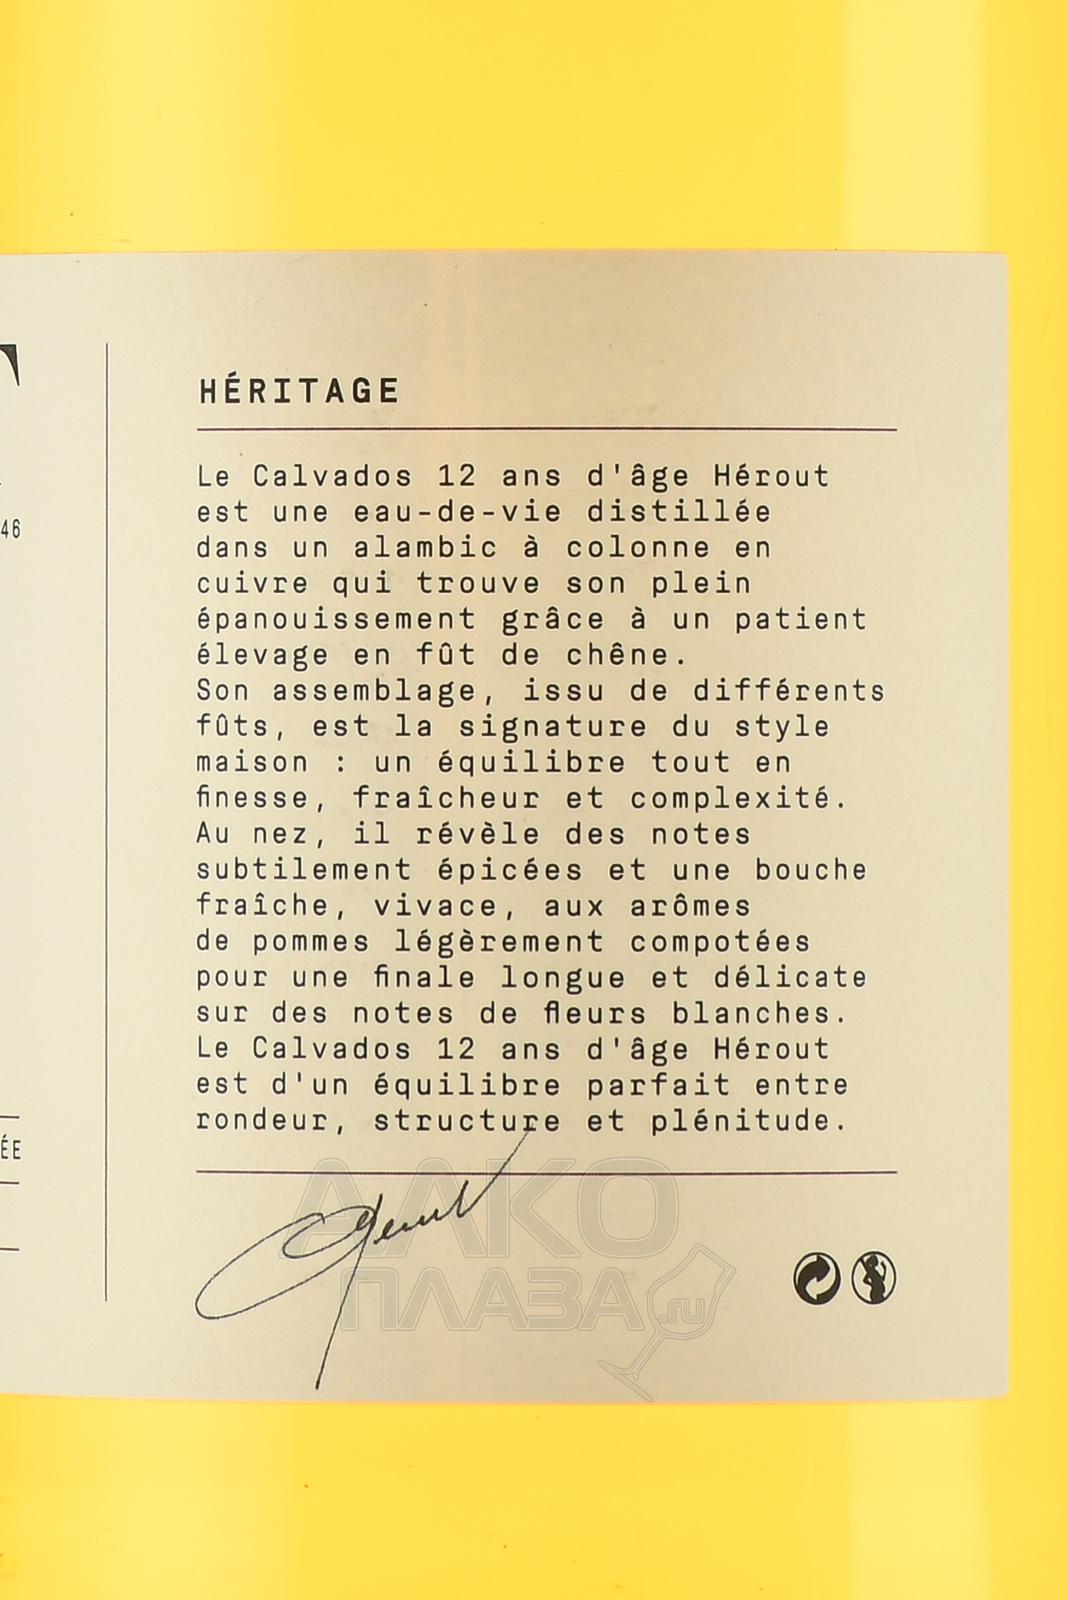 46
ÉE
HÉRITAGE
Le Calvados 12 ans d'âge Hérout
est une eau-de-vie distillée
dans un alambic à colonne en
cuivre qui trouve son plein
épanouissement grâce à un patient
élevage en fût de chêne.
Son assemblage, issu de différents
fûts, est la signature du style
maison : un équilibre tout en
finesse, fraîcheur et complexité.
Au nez, il révèle des notes
subtilement épicées et une bouche
fraîche, vivace, aux arômes
de pommes légèrement compotées
pour une finale longue et délicate
sur des notes de fleurs blanches.
Le Calvados 12 ans d'âge Hérout
est d'un équilibre parfait entre
rondeur, structure et plénitude.
АЛКО
ПЛАЗА
.ru